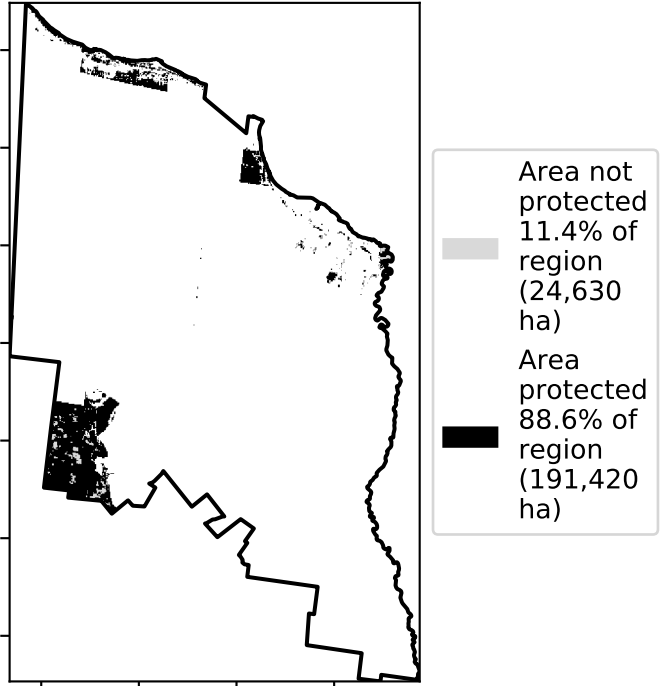 Area not
protected
11.4% of
region
(24,630
ha)
Area
protected
88.6% of
region
(191,420
ha)